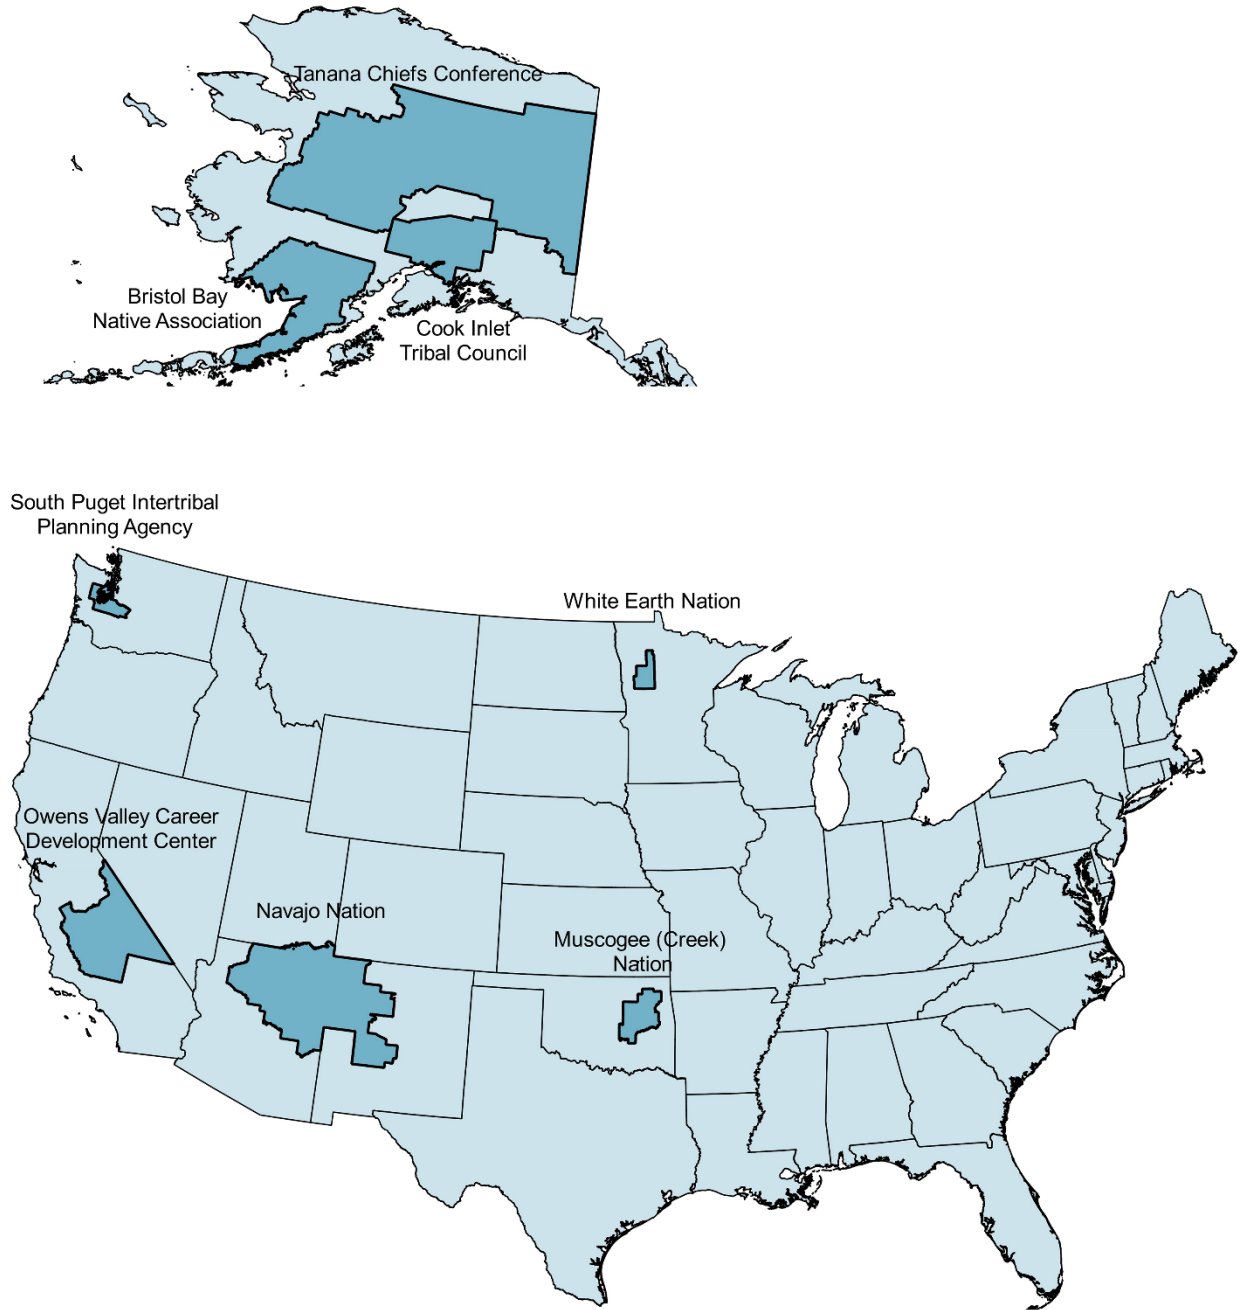 Tanana Chiefs Conference
Bristol Bay
Native Association
Cook Inlet
Tribal Council
South Puget Intertribal
Planning Agency
White Earth Nation
Owens Valley Career
Development Center
Navajo Nation
Muscogee (Creek)
Nation